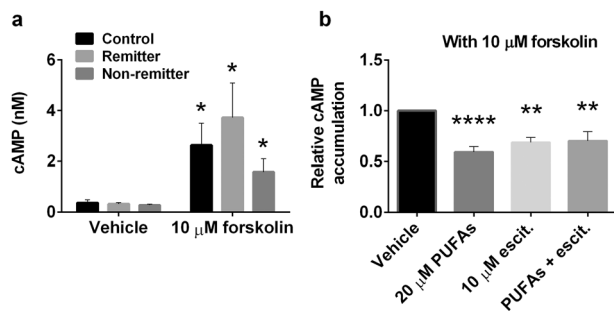 a
Control
Remitter
Non-remitter
cAMP (nM)
6
4
2
0
*
*
*
Vehicle
10 μM forskolin
b
With 10 μM forskolin
Relative cAMP
accumulation
1.5
1.0
0.5
0.0
****
**
**
Vehicle
20 μM PUFAs
10 μM escit.
PUFAs + escit.